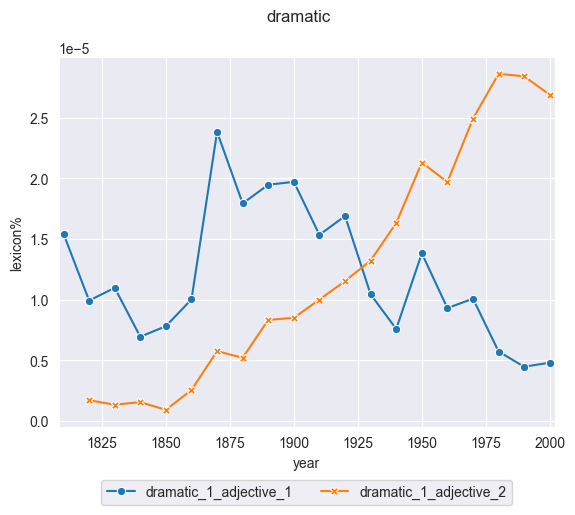 dramatic
1e−5
2.5
2.0
1.5
1.0
0.5
0.0
lexicon%
1825 1850 1875 1900 1925 1950 1975 2000
year
dramatic_1_adjective_1 dramatic_1_adjective_2